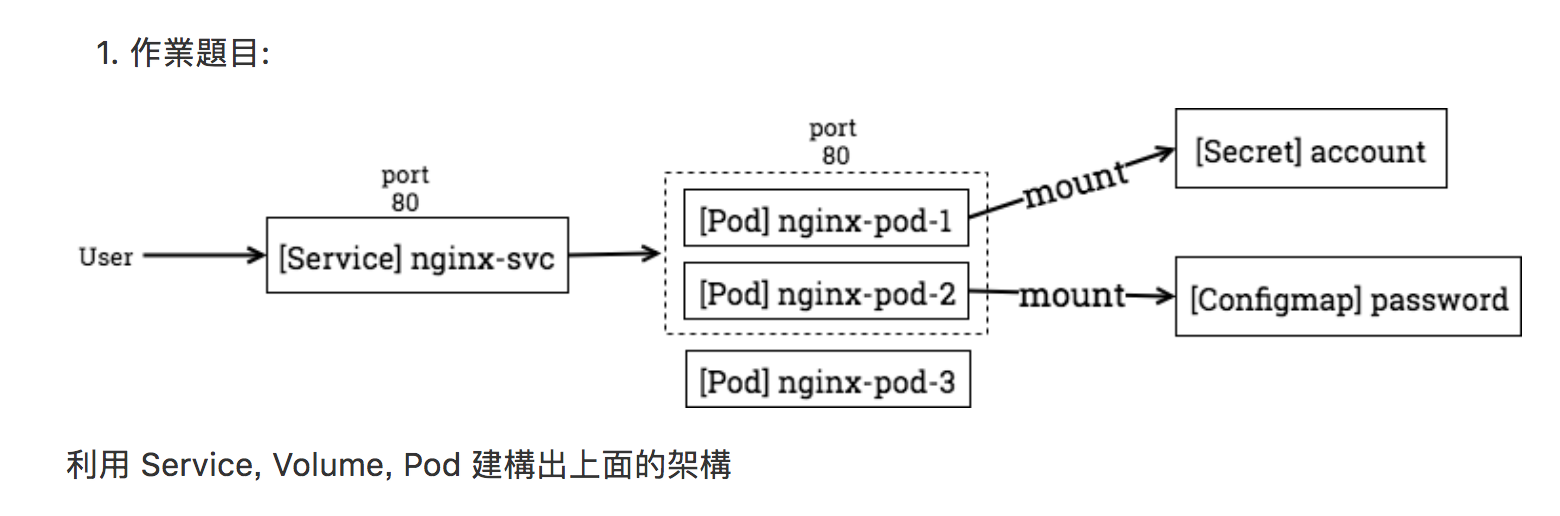 1. 作業題目:
port
80
port
80
User
[Service] nginx-svc
[Pod] nginx-pod-1
[Pod] nginx-pod-2
[Pod] nginx-pod-3
mount
mount
[Secret] account
[Configmap] password
利用 Service, Volume, Pod 建構出上面的架構